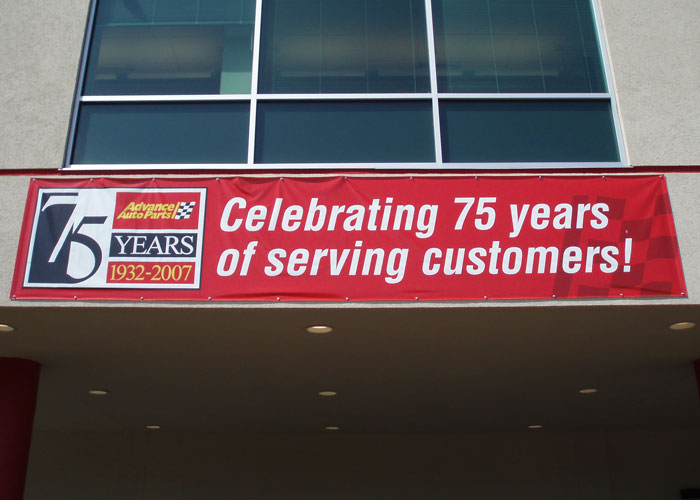 75
Advance
Auto Parts
YEARS
1932-2007
Celebrating 75 years
of serving customers!